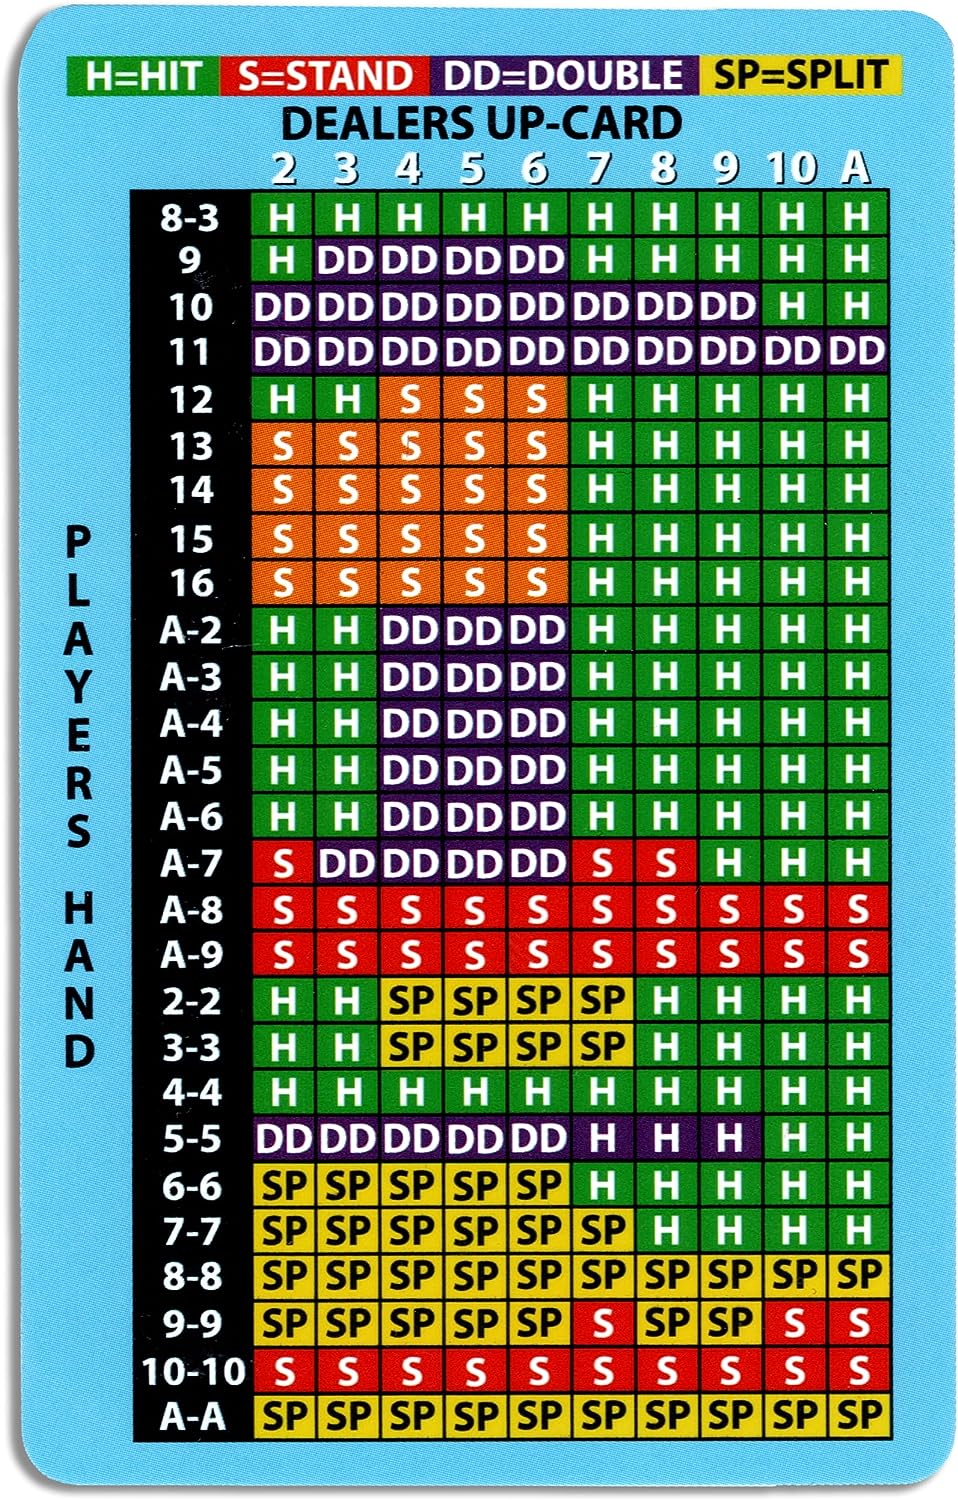 H=HIT S=STAND DD=DOUBLE SP=SPLIT
DEALERS UP-CARD
2 3 4 5 6 7 8 9 10 A
PLAYERS HAND
8-3 H H H H H H H H H H
9 H DD DD DD DD H H H H H
10 DD DD DD DD DD DD DD DD H H
11 DD DD DD DD DD DD DD DD DD DD
12 H H S S S H H H H H
13 S S S S S H H H H H
14 S S S S S H H H H H
15 S S S S S H H H H H
16 S S S S S H H H H H
A-2 H H DD DD DD H H H H H
A-3 H H DD DD DD H H H H H
A-4 H H DD DD DD H H H H H
A-5 H H DD DD DD H H H H H
A-6 H H DD DD DD H H H H H
A-7 S DD DD DD DD S S H H H
A-8 S S S S S S S S S S
A-9 S S S S S S S S S S
2-2 H H SP SP SP SP H H H H
3-3 H H SP SP SP SP H H H H
4-4 H H H H H H H H H H
5-5 DD DD DD DD DD H H H H H
6-6 SP SP SP SP SP H H H H H
7-7 SP SP SP SP SP SP H H H H
8-8 SP SP SP SP SP SP SP SP SP SP
9-9 SP SP SP SP SP S SP SP S S
10-10 S S S S S S S S S S
A-A SP SP SP SP SP SP SP SP SP SP